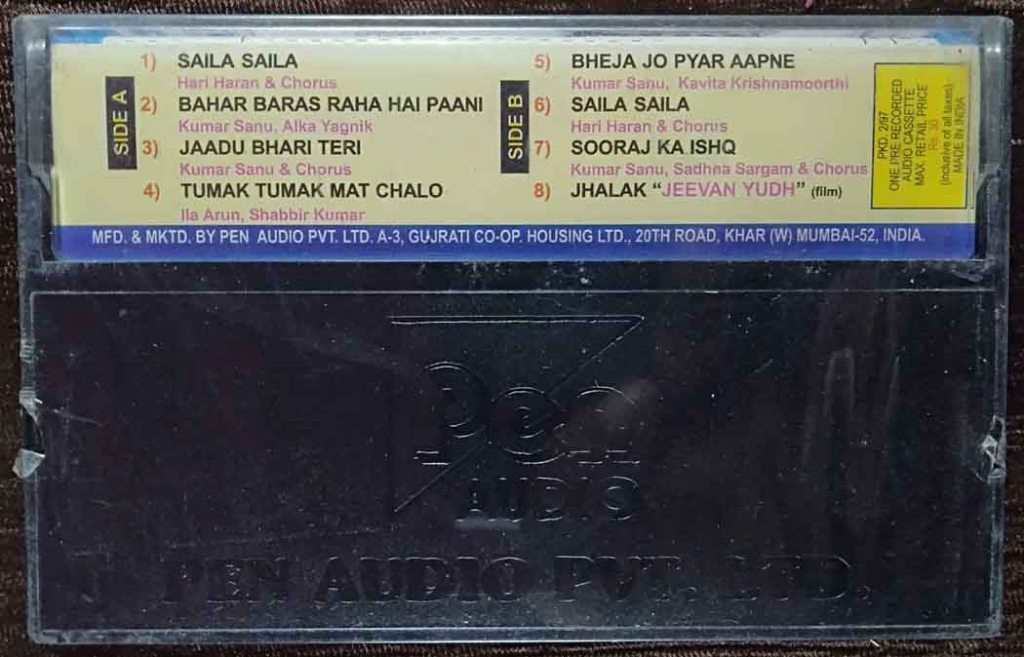 SIDE A
1) SAILA SAILA
Hari Haran & Chorus
2) BAHAR BARAS RAHA HAI PAANI
Kumar Sanu, Alka Yagnik
3) JAADU BHARI TERI
Kumar Sanu & Chorus
4) TUMAK TUMAK MAT CHALO
Ila Arun, Shabbir Kumar
SIDE B
5) BHEJA JO PYAR AAPNE
Kumar Sanu, Kavita Krishnamoorthi
6) SAILA SAILA
Hari Haran & Chorus
7) SOORAJ KA ISHQ
Kumar Sanu, Sadhna Sargam & Chorus
8) JHALAK "JEEVAN YUDH" (film)
PKD. 2/97
ONE PRE RECORDED
AUDIO CASSETTE
MAX. RETAIL PRICE
Rs. 30
(inclusive of all taxes)
MADE IN INDIA
MFD. & MKTD. BY PEN AUDIO PVT. LTD. A-3, GUJRATI CO-OP. HOUSING LTD., 20TH ROAD, KHAR (W) MUMBAI-52, INDIA.
Pen
AUDIO
PEN AUDIO PVT. LTD.